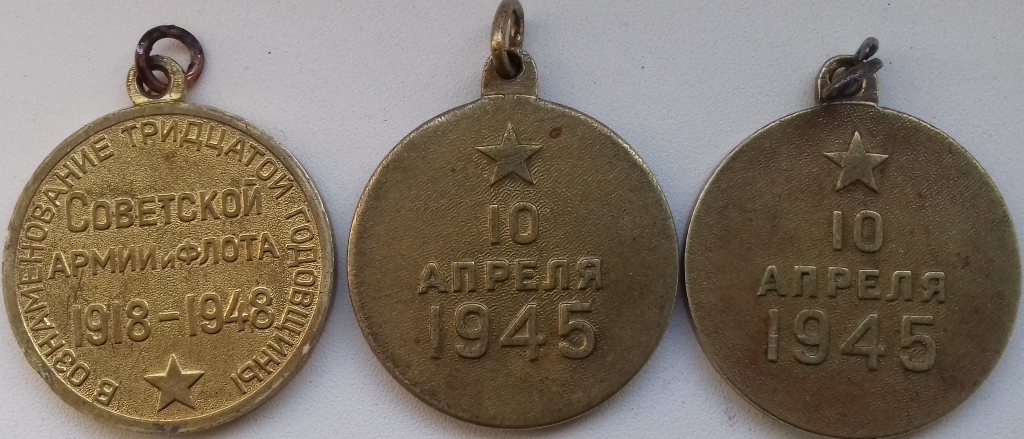 В ОЗНАМЕНОВАНИЕ ТРИДЦАТОЙ ГОДОВЩИНЫ
СОВЕТСКОЙ
АРМИИ и ФЛОТА
1918-1948
10
АПРЕЛЯ
1945
10
АПРЕЛЯ
1945